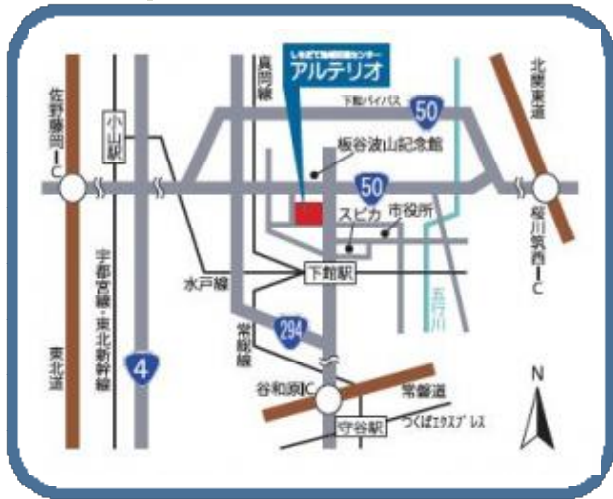 しもだて地域交流センター
アルテリオ
真岡線
北関東道
下館バイパス
50
佐野藤岡IC
小山駅
板谷波山記念館
50
スピカ
市役所
桜川筑西IC
宇都宮線・東北新幹線
水戸線
下館駅
五行川
東北道
4
常総線
294
谷和原IC
常磐道
守谷駅
つくばエクスプレス
N